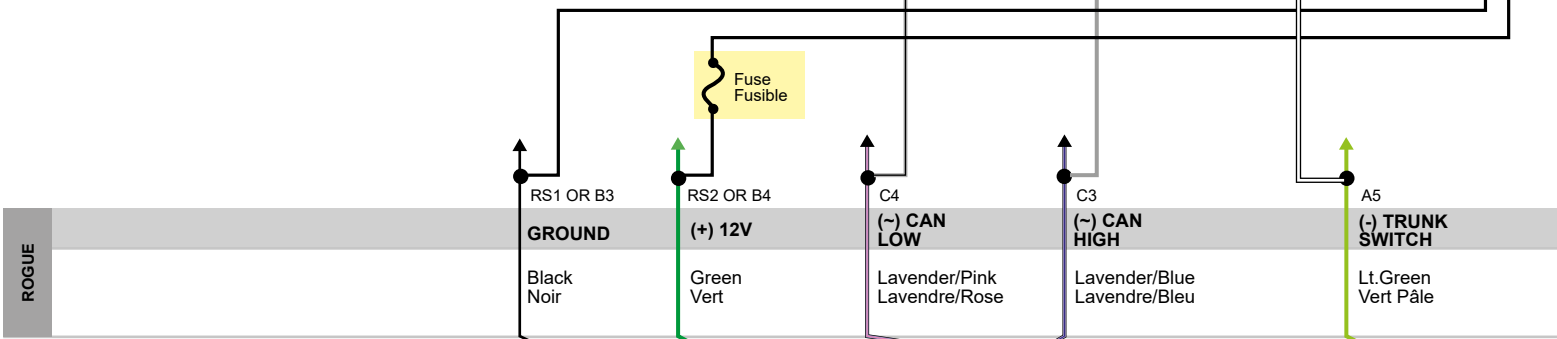 Fuse
Fusible
RS1 OR B3
RS2 OR B4
C4
C3
A5
ROGUE
GROUND
(+) 12V
(~) CAN
LOW
(~) CAN
HIGH
(-) TRUNK
SWITCH
Black
Noir
Green
Vert
Lavender/Pink
Lavendre/Rose
Lavender/Blue
Lavendre/Bleu
Lt.Green
Vert Pâle